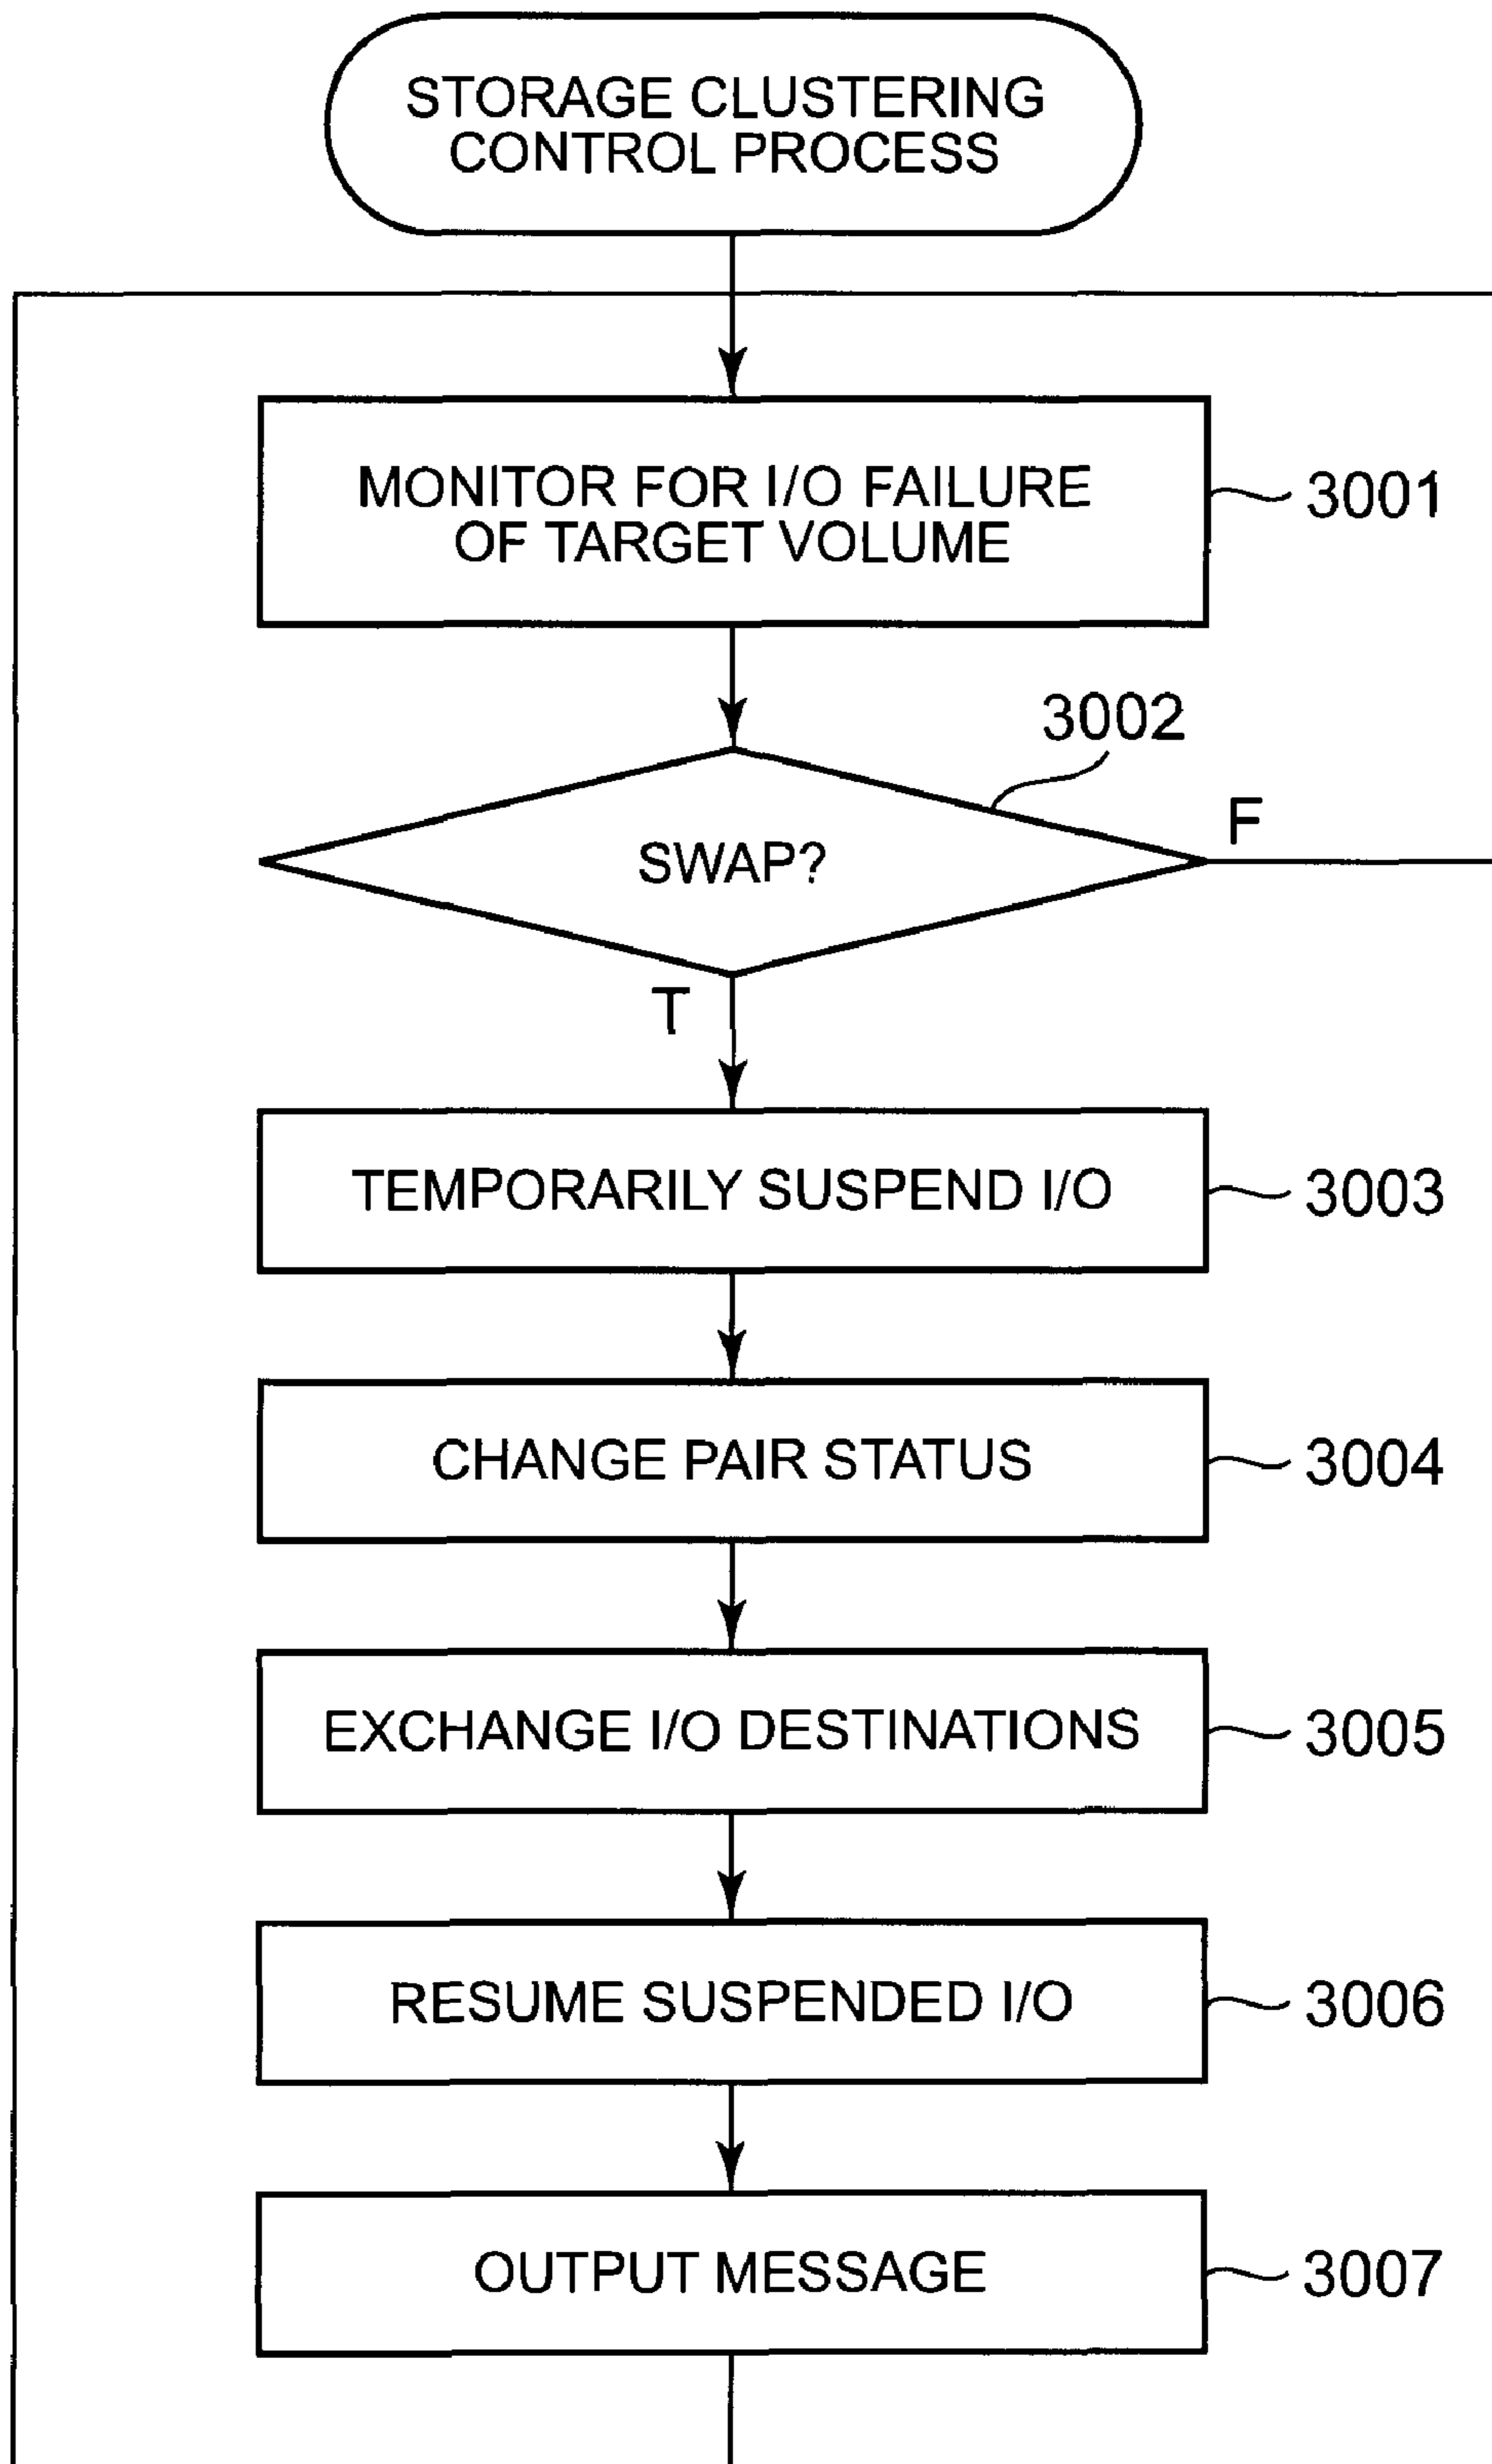 STORAGE CLUSTERING
CONTROL PROCESS
MONITOR FOR I/O FAILURE
OF TARGET VOLUME
3001
3002
SWAP?
F
T
TEMPORARILY SUSPEND I/O
3003
CHANGE PAIR STATUS
3004
EXCHANGE I/O DESTINATIONS
3005
RESUME SUSPENDED I/O
3006
OUTPUT MESSAGE
3007